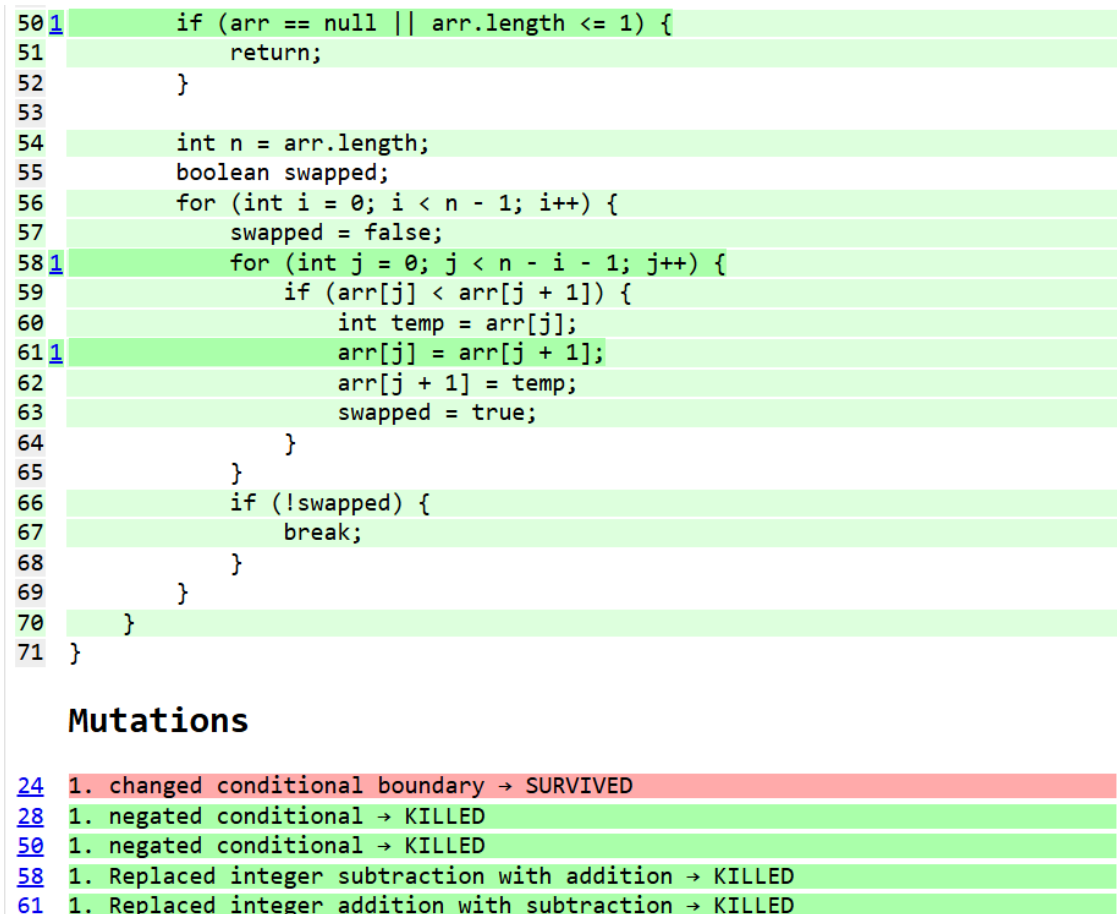 50 1 if (arr == null || arr.length <= 1) {
51 return;
52 }
53
54 int n = arr.length;
55 boolean swapped;
56 for (int i = 0; i < n - 1; i++) {
57 swapped = false;
58 1 for (int j = 0; j < n - i - 1; j++) {
59 if (arr[j] < arr[j + 1]) {
60 int temp = arr[j];
61 1 arr[j] = arr[j + 1];
62 arr[j + 1] = temp;
63 swapped = true;
64 }
65 }
66 if (!swapped) {
67 break;
68 }
69 }
70 }
71 }
Mutations
24 1. changed conditional boundary → SURVIVED
28 1. negated conditional → KILLED
50 1. negated conditional → KILLED
58 1. Replaced integer subtraction with addition → KILLED
61 1. Replaced integer addition with subtraction → KILLED